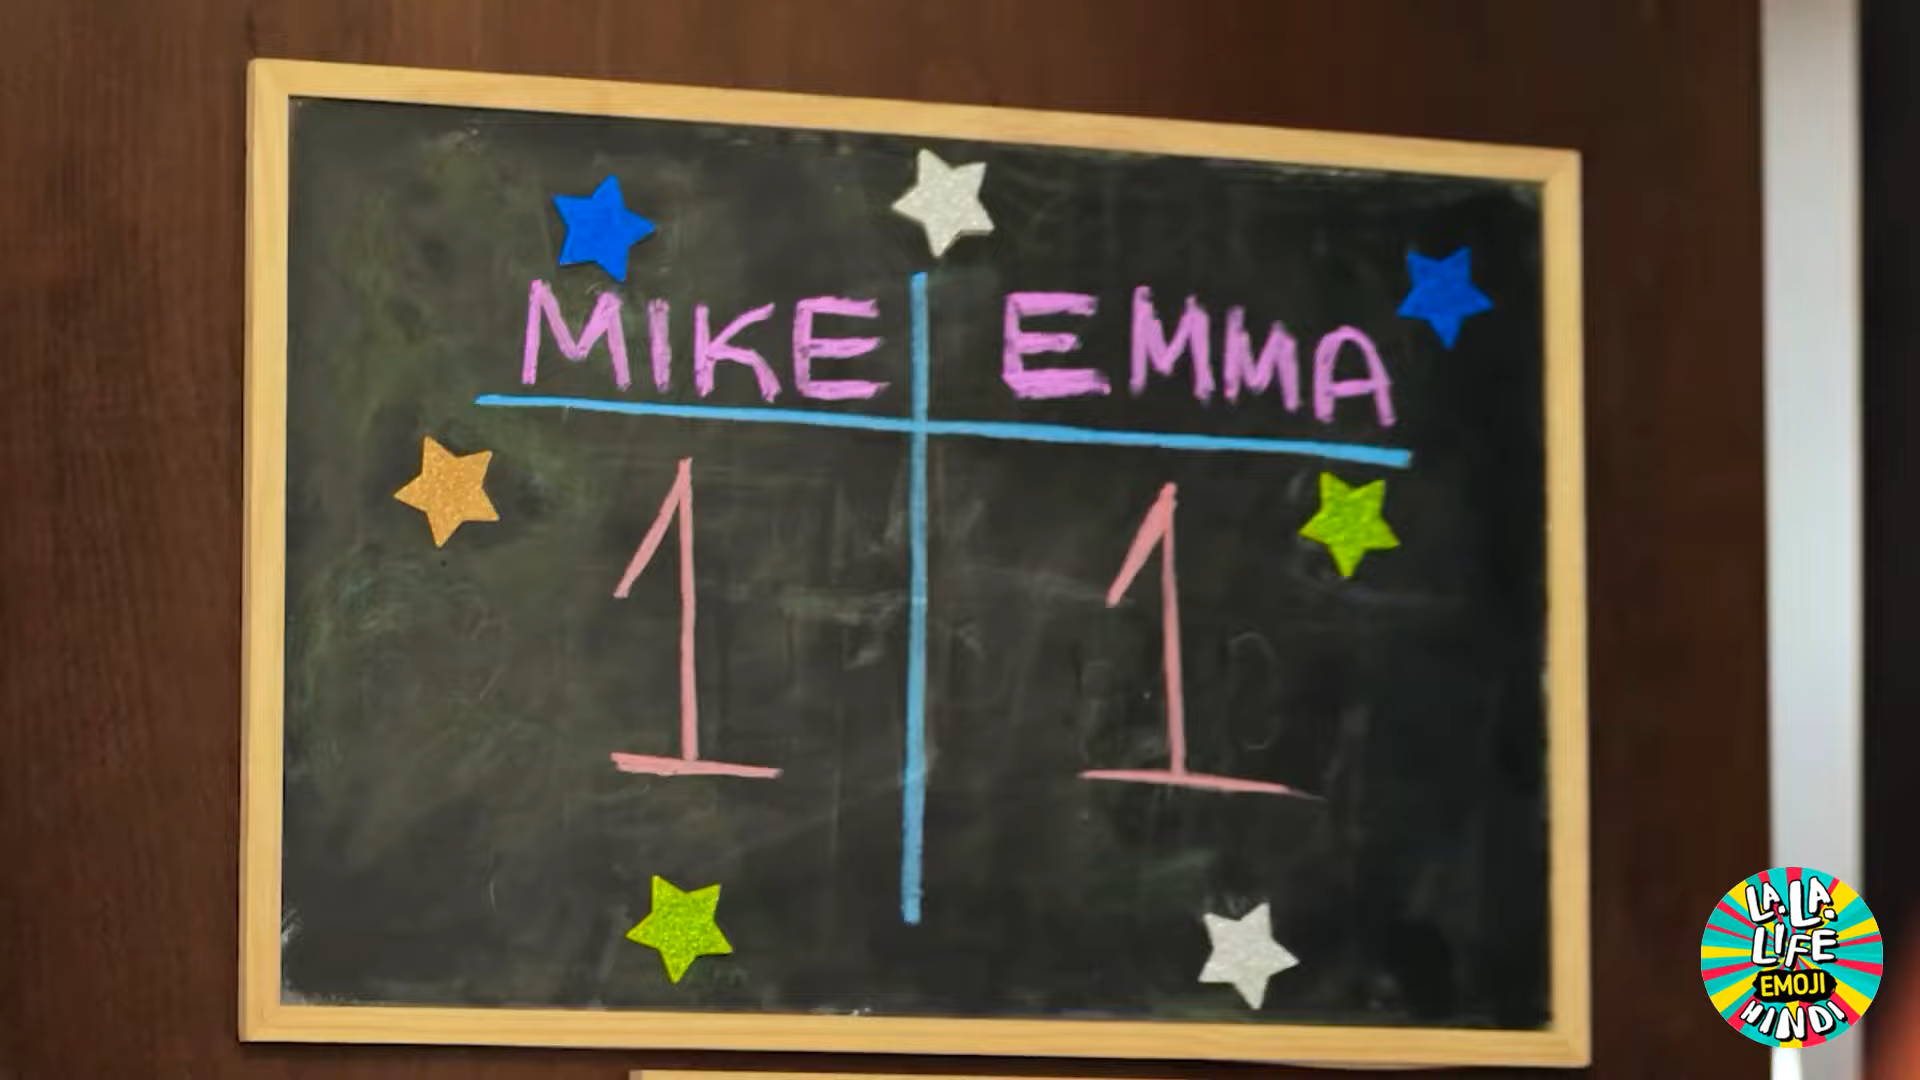 MIKE EMMA
1 1
LA.LA.
LIFE
EMOJI
HINDI